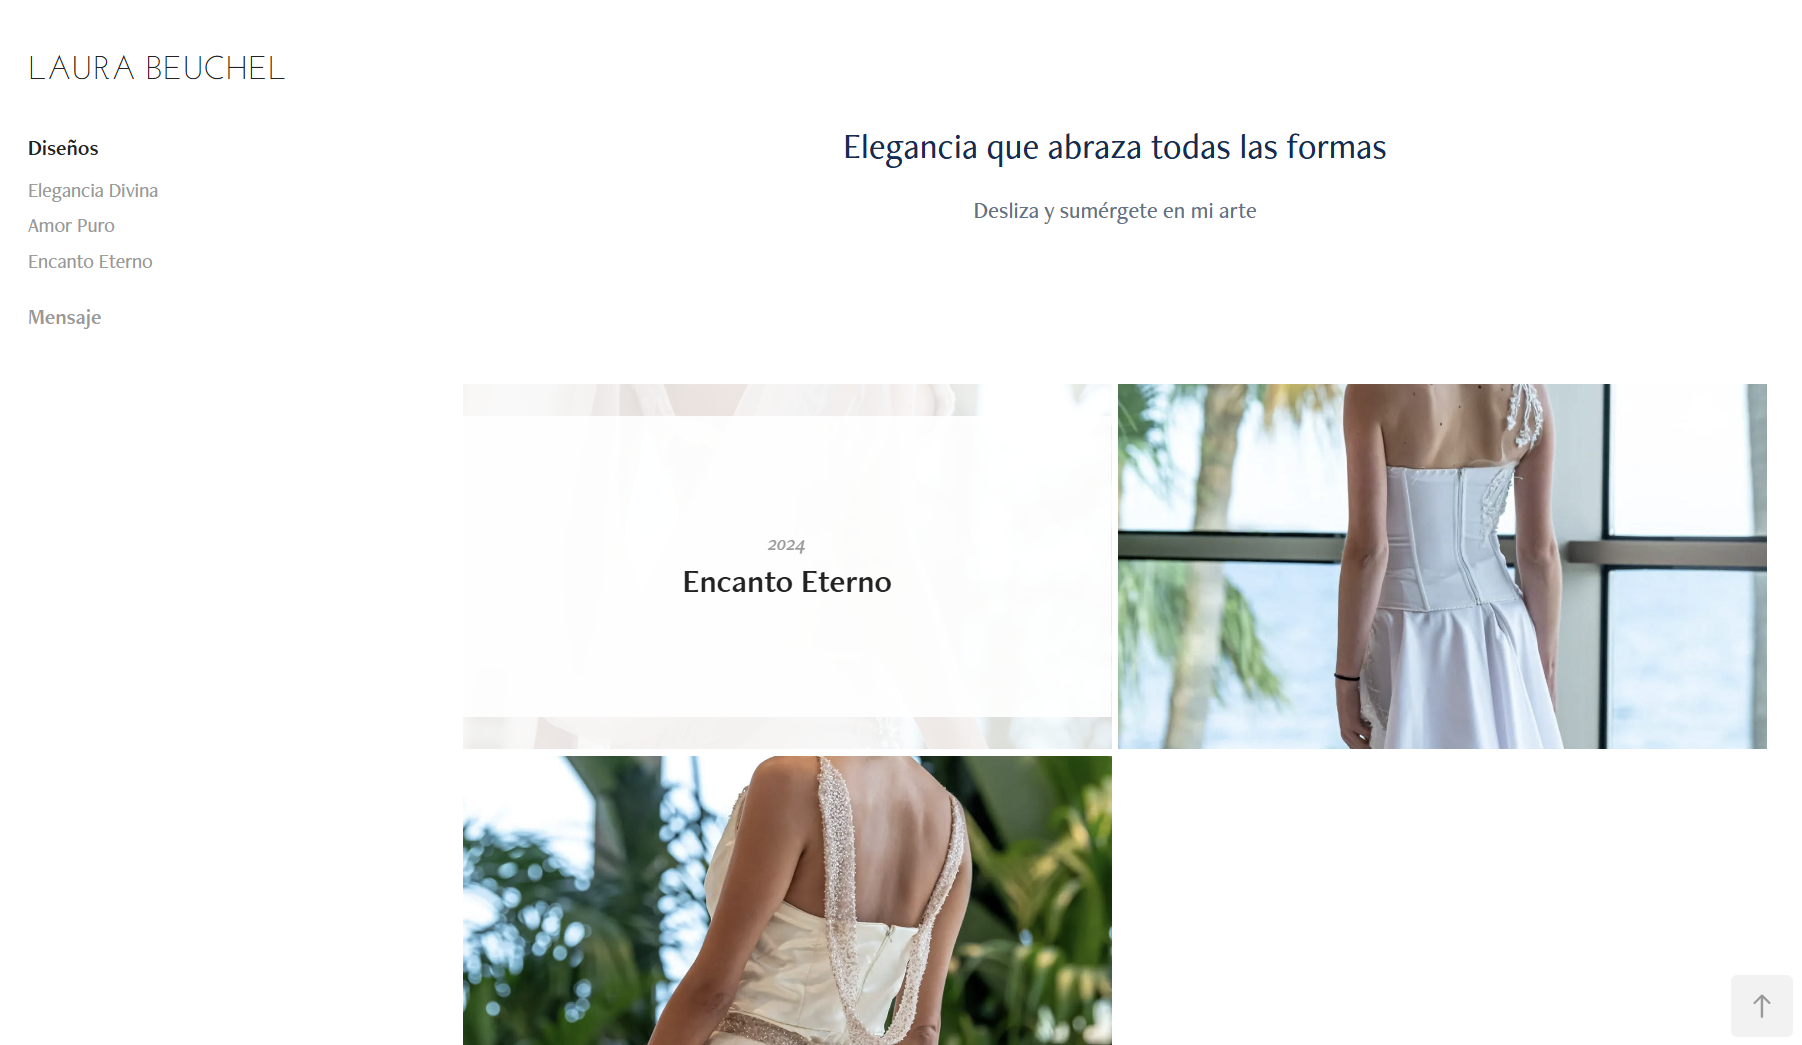 LAURA BEUCHEL
Diseños
Elegancia Divina
Amor Puro
Encanto Eterno
Mensaje
Elegancia que abraza todas las formas
Desliza y sumérgete en mi arte
2024
Encanto Eterno